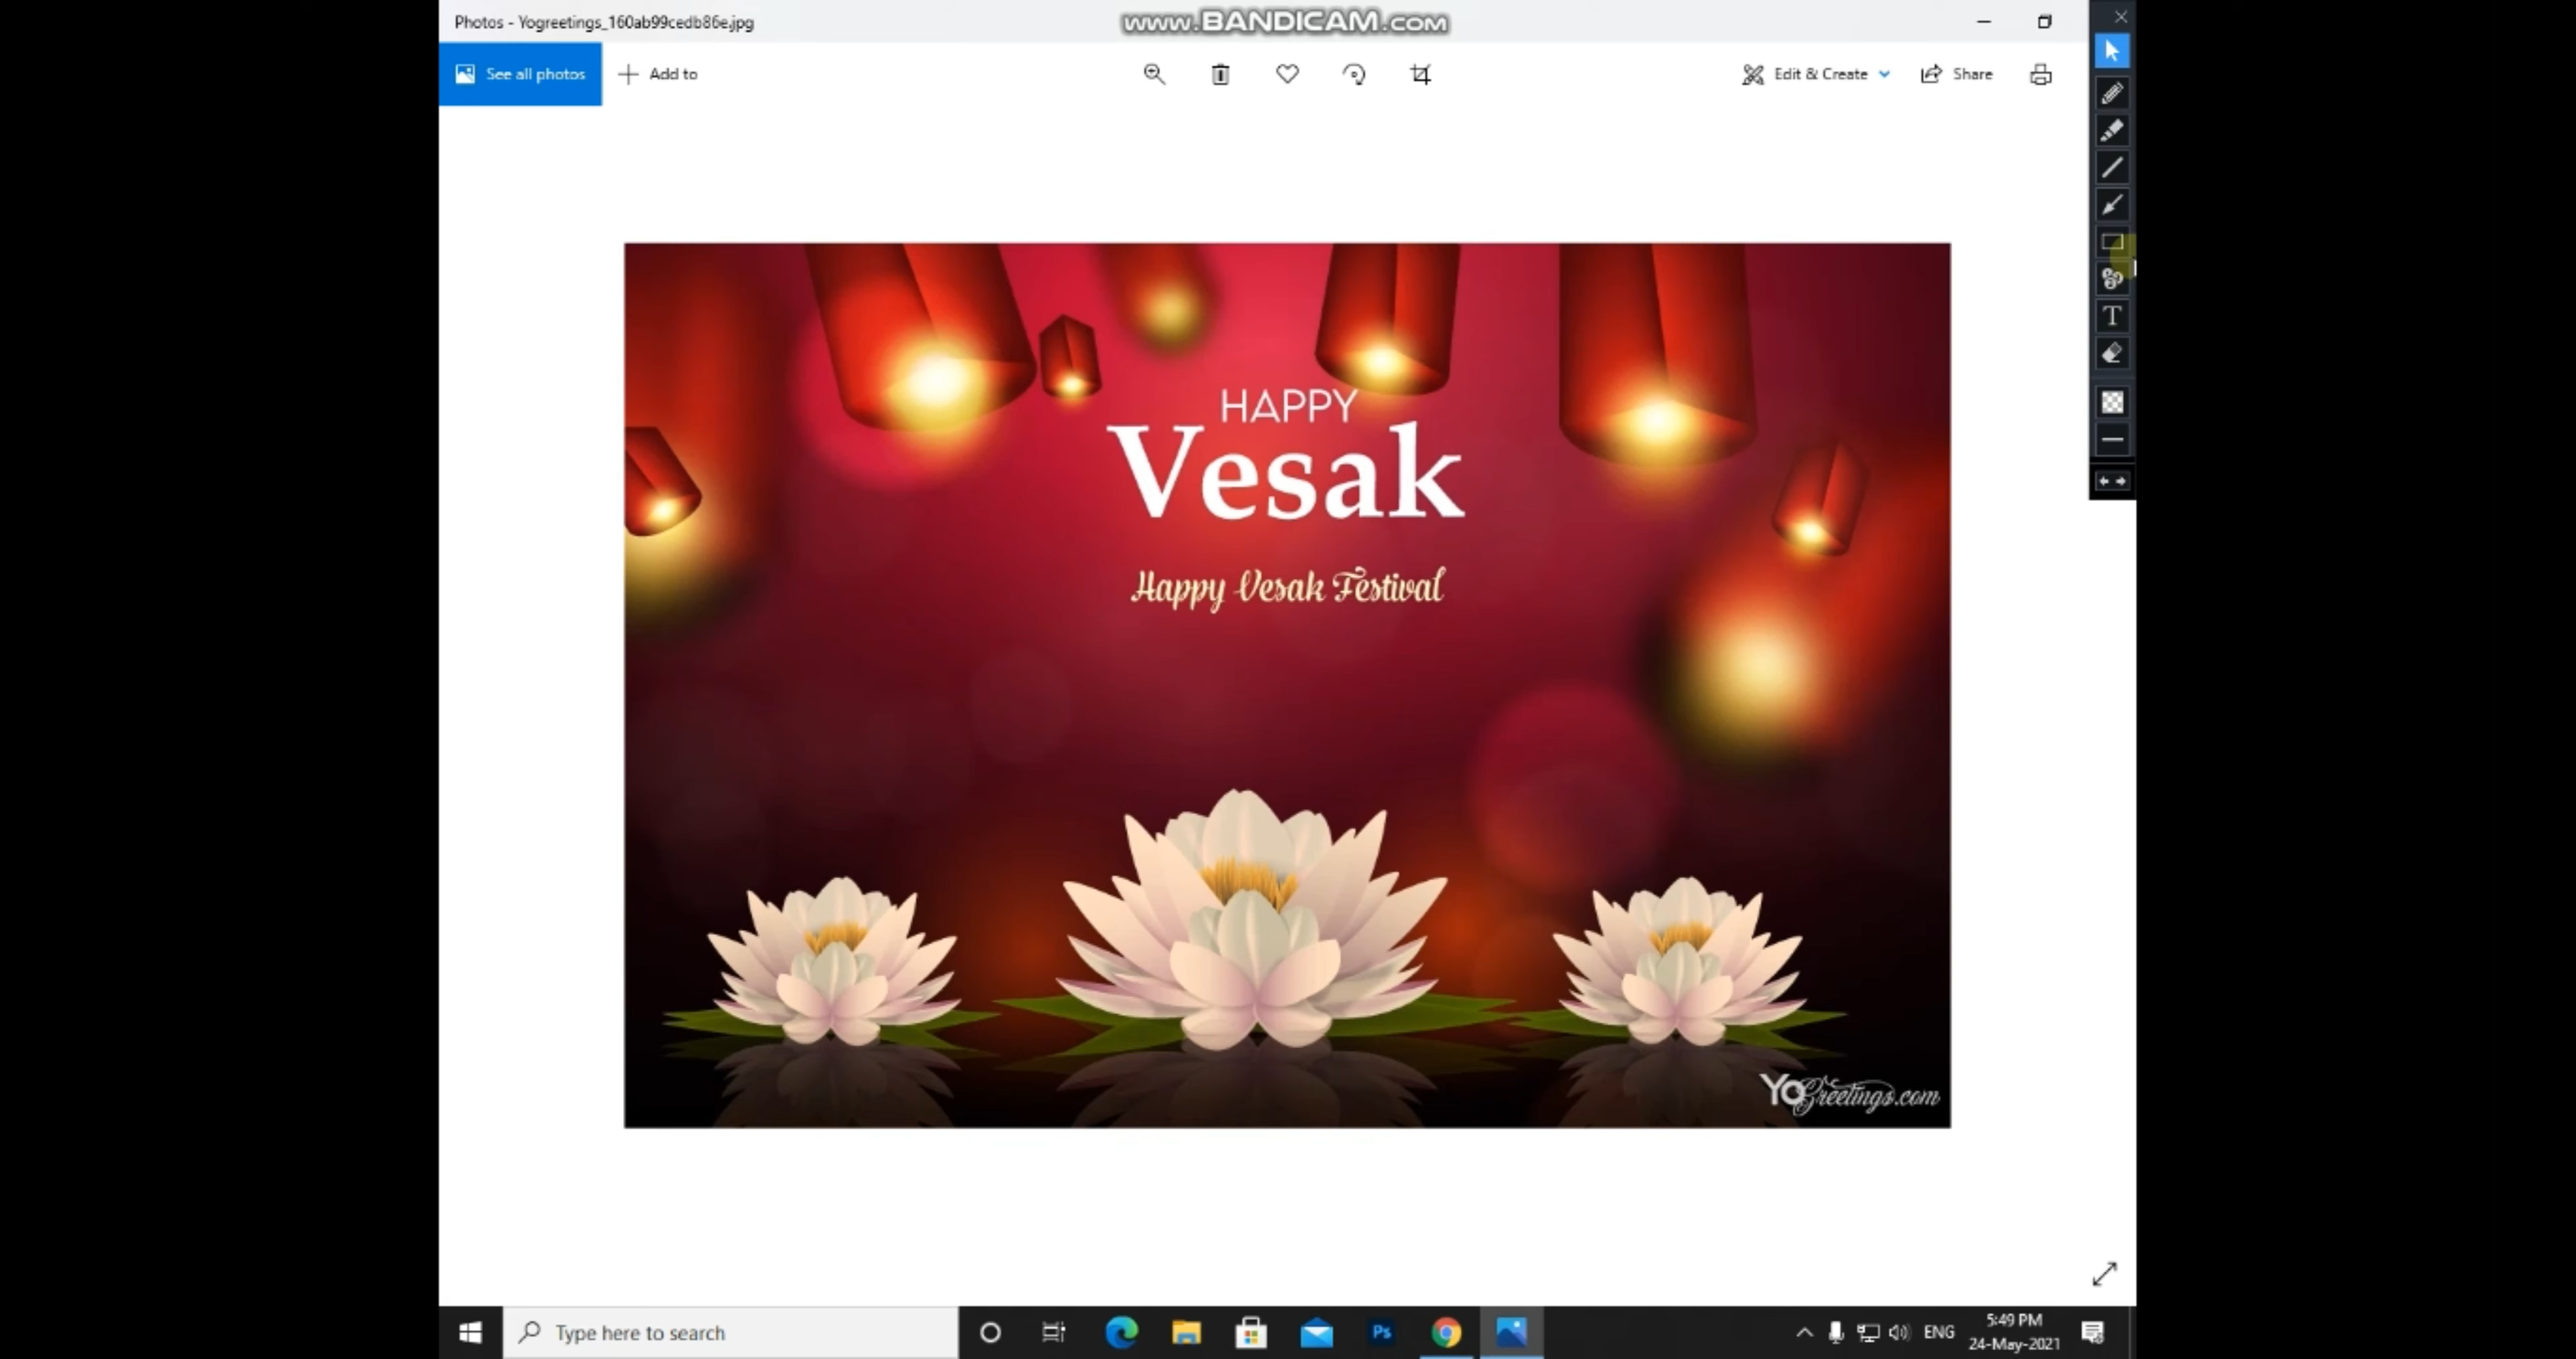 Photos - Yogreetings_160ab99cedb86e.jpg
www.BANDICAM.com
See all photos
Add to
Edit & Create
Share
T
HAPPY
Vesak
Happy Vesak Festival
YoGreetings.com
Type here to search
Ps
ENG
5:49 PM
24-May-2021